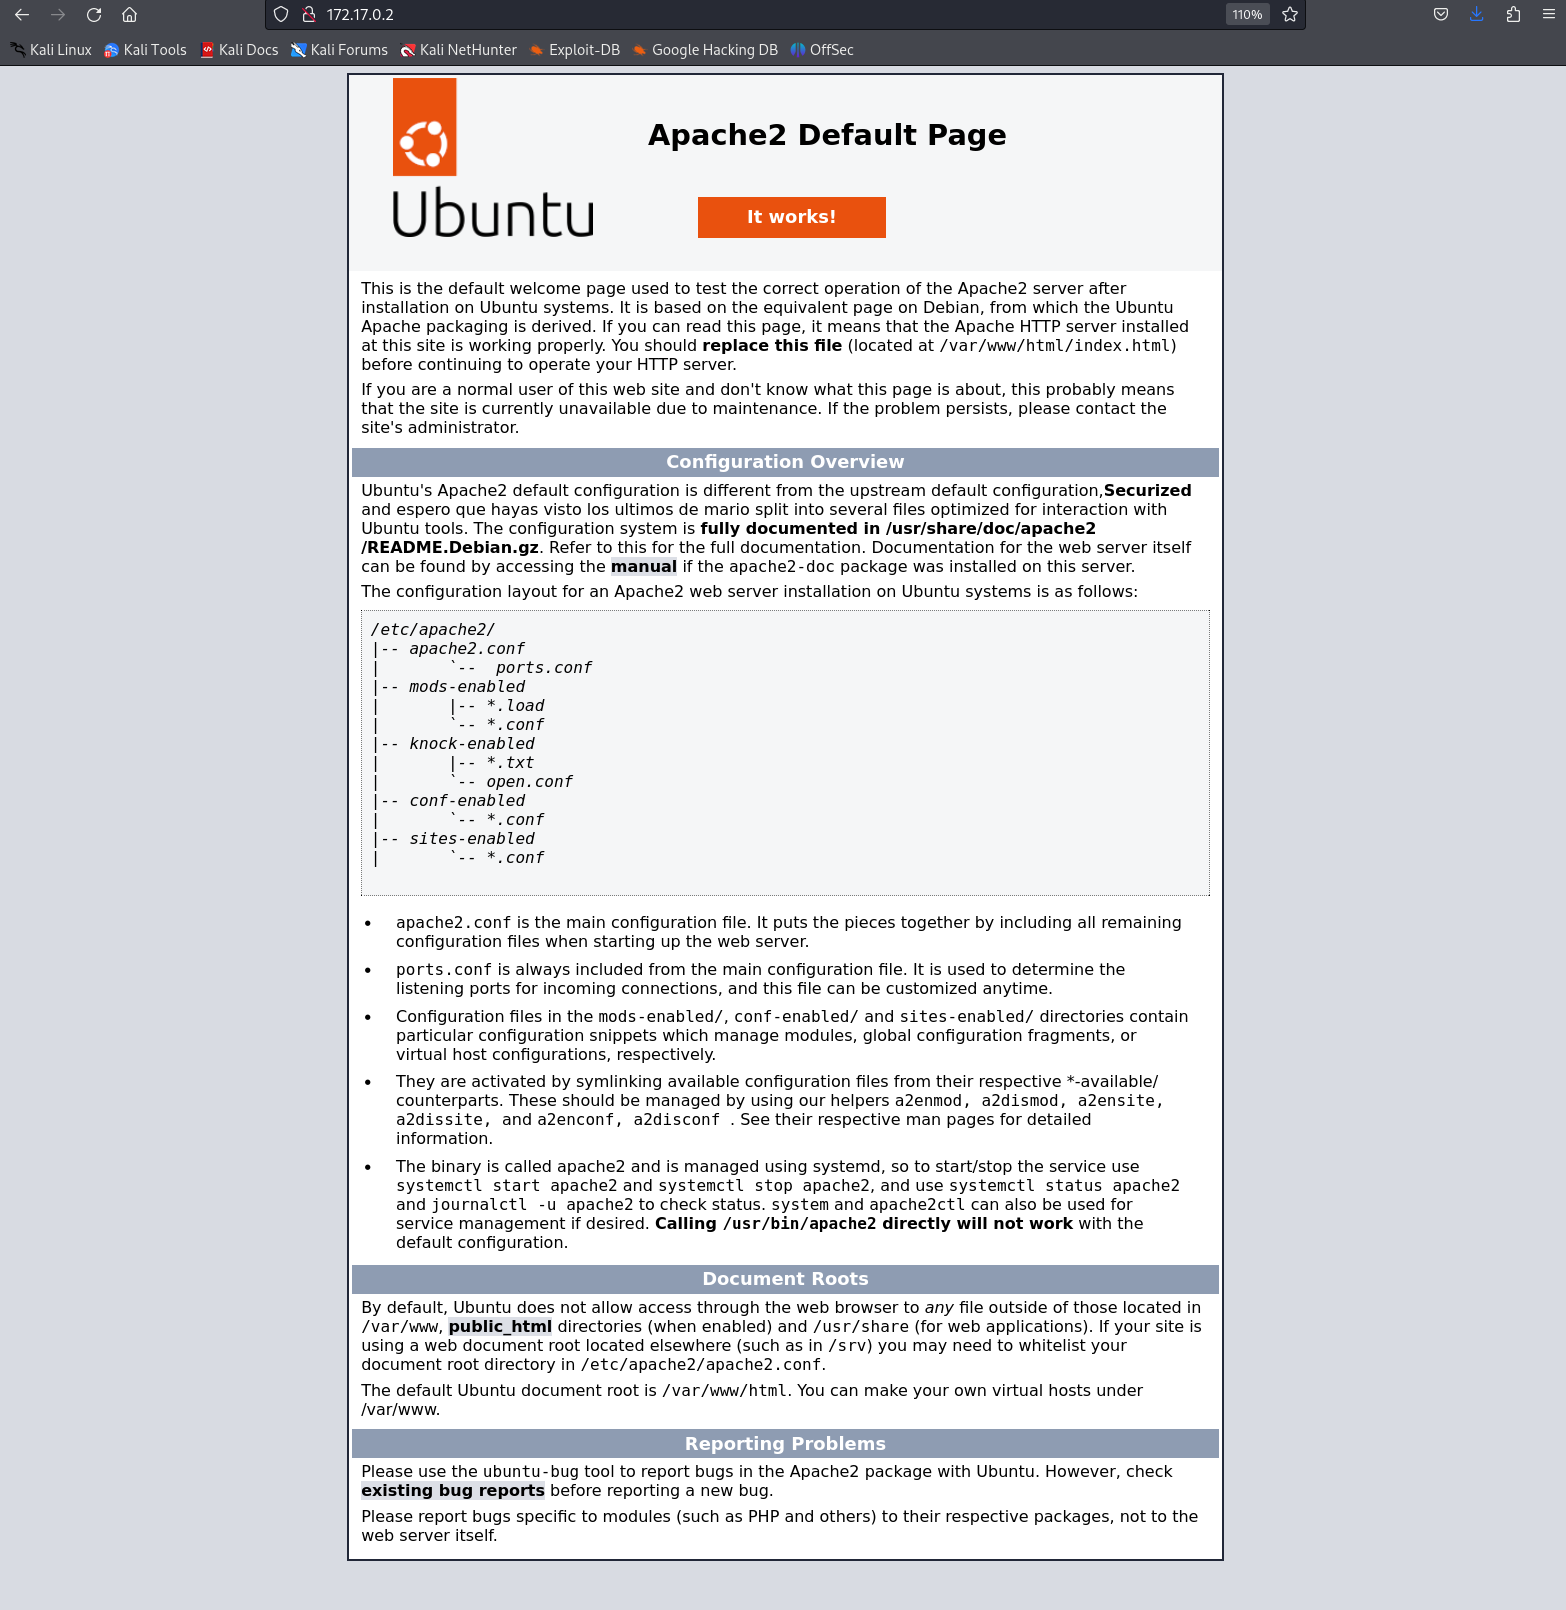 172.17.0.2
110%
Kali Linux Kali Tools Kali Docs Kali Forums Kali NetHunter Exploit-DB Google Hacking DB OffSec
Apache2 Default Page
Ubuntu
It works!
This is the default welcome page used to test the correct operation of the Apache2 server after
installation on Ubuntu systems. It is based on the equivalent page on Debian, from which the Ubuntu
Apache packaging is derived. If you can read this page, it means that the Apache HTTP server installed
at this site is working properly. You should replace this file (located at /var/www/html/index.html)
before continuing to operate your HTTP server.
If you are a normal user of this web site and don't know what this page is about, this probably means
that the site is currently unavailable due to maintenance. If the problem persists, please contact the
site's administrator.
Configuration Overview
Ubuntu's Apache2 default configuration is different from the upstream default configuration,Securized
and espero que hayas visto los ultimos de mario split into several files optimized for interaction with
Ubuntu tools. The configuration system is fully documented in /usr/share/doc/apache2
/README.Debian.gz. Refer to this for the full documentation. Documentation for the web server itself
can be found by accessing the manual if the apache2-doc package was installed on this server.
The configuration layout for an Apache2 web server installation on Ubuntu systems is as follows:
/etc/apache2/
|-- apache2.conf
|       `--  ports.conf
|-- mods-enabled
|       |-- *.load
|       `-- *.conf
|-- knock-enabled
|       |-- *.txt
|       `-- open.conf
|-- conf-enabled
|       `-- *.conf
|-- sites-enabled
|       `-- *.conf
• apache2.conf is the main configuration file. It puts the pieces together by including all remaining
configuration files when starting up the web server.
• ports.conf is always included from the main configuration file. It is used to determine the
listening ports for incoming connections, and this file can be customized anytime.
• Configuration files in the mods-enabled/, conf-enabled/ and sites-enabled/ directories contain
particular configuration snippets which manage modules, global configuration fragments, or
virtual host configurations, respectively.
• They are activated by symlinking available configuration files from their respective *-available/
counterparts. These should be managed by using our helpers a2enmod, a2dismod, a2ensite,
a2dissite, and a2enconf, a2disconf . See their respective man pages for detailed
information.
• The binary is called apache2 and is managed using systemd, so to start/stop the service use
systemctl start apache2 and systemctl stop apache2, and use systemctl status apache2
and journalctl -u apache2 to check status. system and apache2ctl can also be used for
service management if desired. Calling /usr/bin/apache2 directly will not work with the
default configuration.
Document Roots
By default, Ubuntu does not allow access through the web browser to any file outside of those located in
/var/www, public_html directories (when enabled) and /usr/share (for web applications). If your site is
using a web document root located elsewhere (such as in /srv) you may need to whitelist your
document root directory in /etc/apache2/apache2.conf.
The default Ubuntu document root is /var/www/html. You can make your own virtual hosts under
/var/www.
Reporting Problems
Please use the ubuntu-bug tool to report bugs in the Apache2 package with Ubuntu. However, check
existing bug reports before reporting a new bug.
Please report bugs specific to modules (such as PHP and others) to their respective packages, not to the
web server itself.